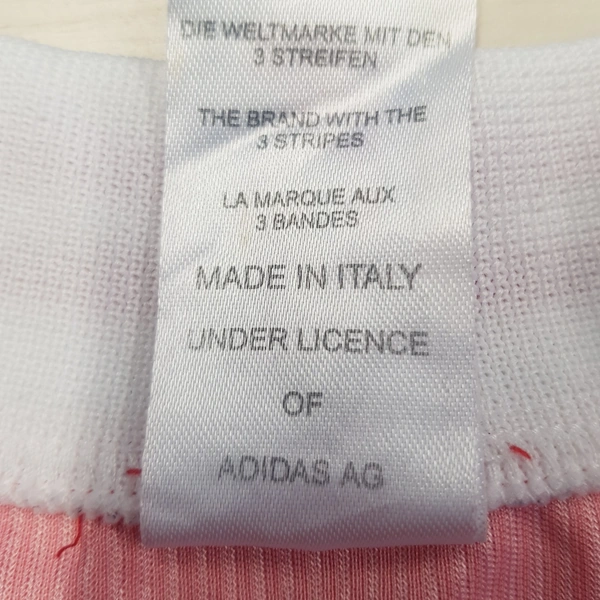 DIE WELTMARKE MIT DEN
3 STREIFEN
THE BRAND WITH THE
3 STRIPES
LA MARQUE AUX
3 BANDES
MADE IN ITALY
UNDER LICENCE
OF
ADIDAS AG